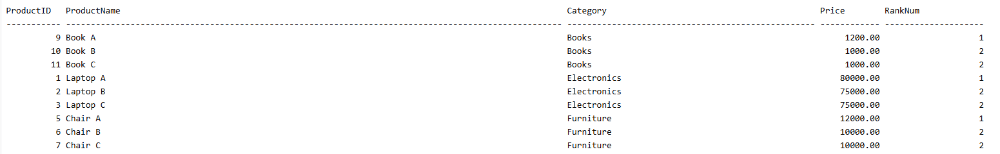 ProductID ProductName Category Price RankNum
----------- ---------------------------------------------------------------------------------------------------- -------------------------------------------------- ------------ --------------------
9 Book A Books 1200.00 1
10 Book B Books 1000.00 2
11 Book C Books 1000.00 2
1 Laptop A Electronics 80000.00 1
2 Laptop B Electronics 75000.00 2
3 Laptop C Electronics 75000.00 2
5 Chair A Furniture 12000.00 1
6 Chair B Furniture 10000.00 2
7 Chair C Furniture 10000.00 2